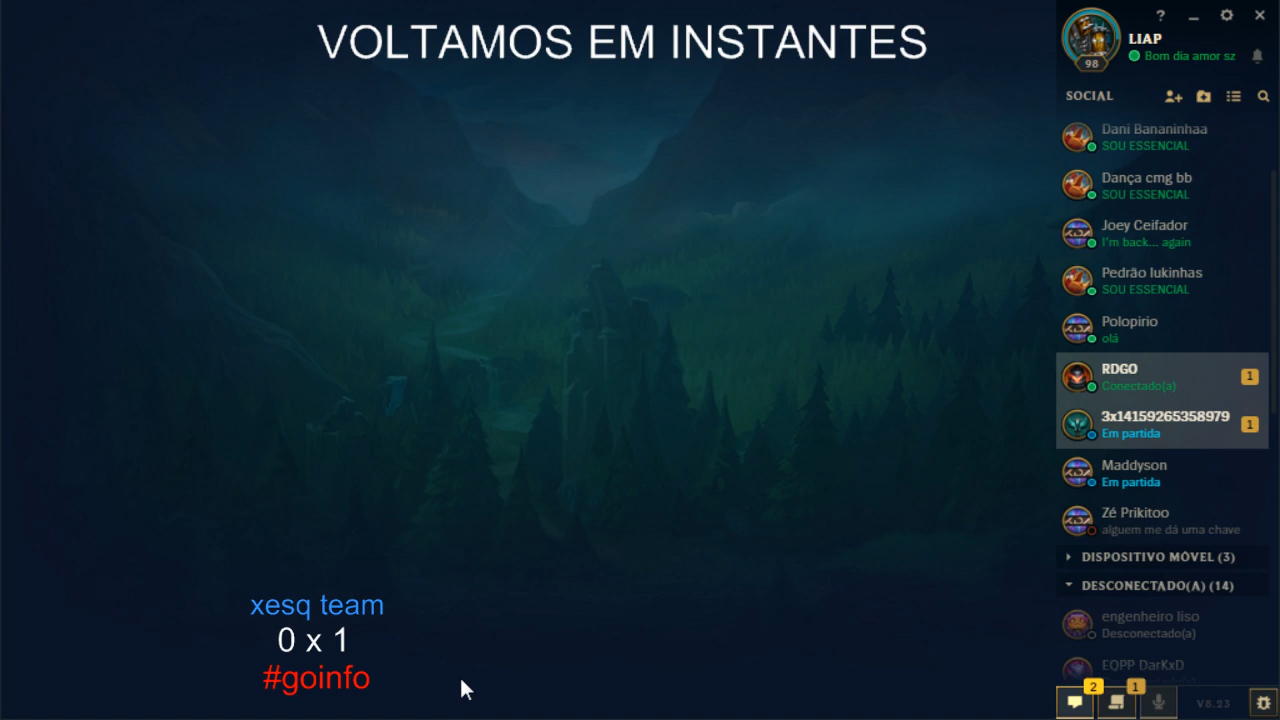 VOLTAMOS EM INSTANTES
?
LIAP
98
Bom dia amor sz
SOCIAL
Dani Bananinhaa
SOU ESSENCIAL
Dança cmg bb
SOU ESSENCIAL
Joey Ceifador
I'm back... again
Pedrão lukinhas
SOU ESSENCIAL
Polopirio
olá
RDGO
1
Conectado(a)
3x14159265358979
1
Em partida
Maddyson
Em partida
Zé Prikitoo
alguem me dá uma chave
DISPOSITIVO MÓVEL (3)
DESCONECTADO(A) (14)
engenheiro liso
Desconectado(a)
EQPP DarKxD
xesq team
0 x 1
#goinfo
2
1
V8.23